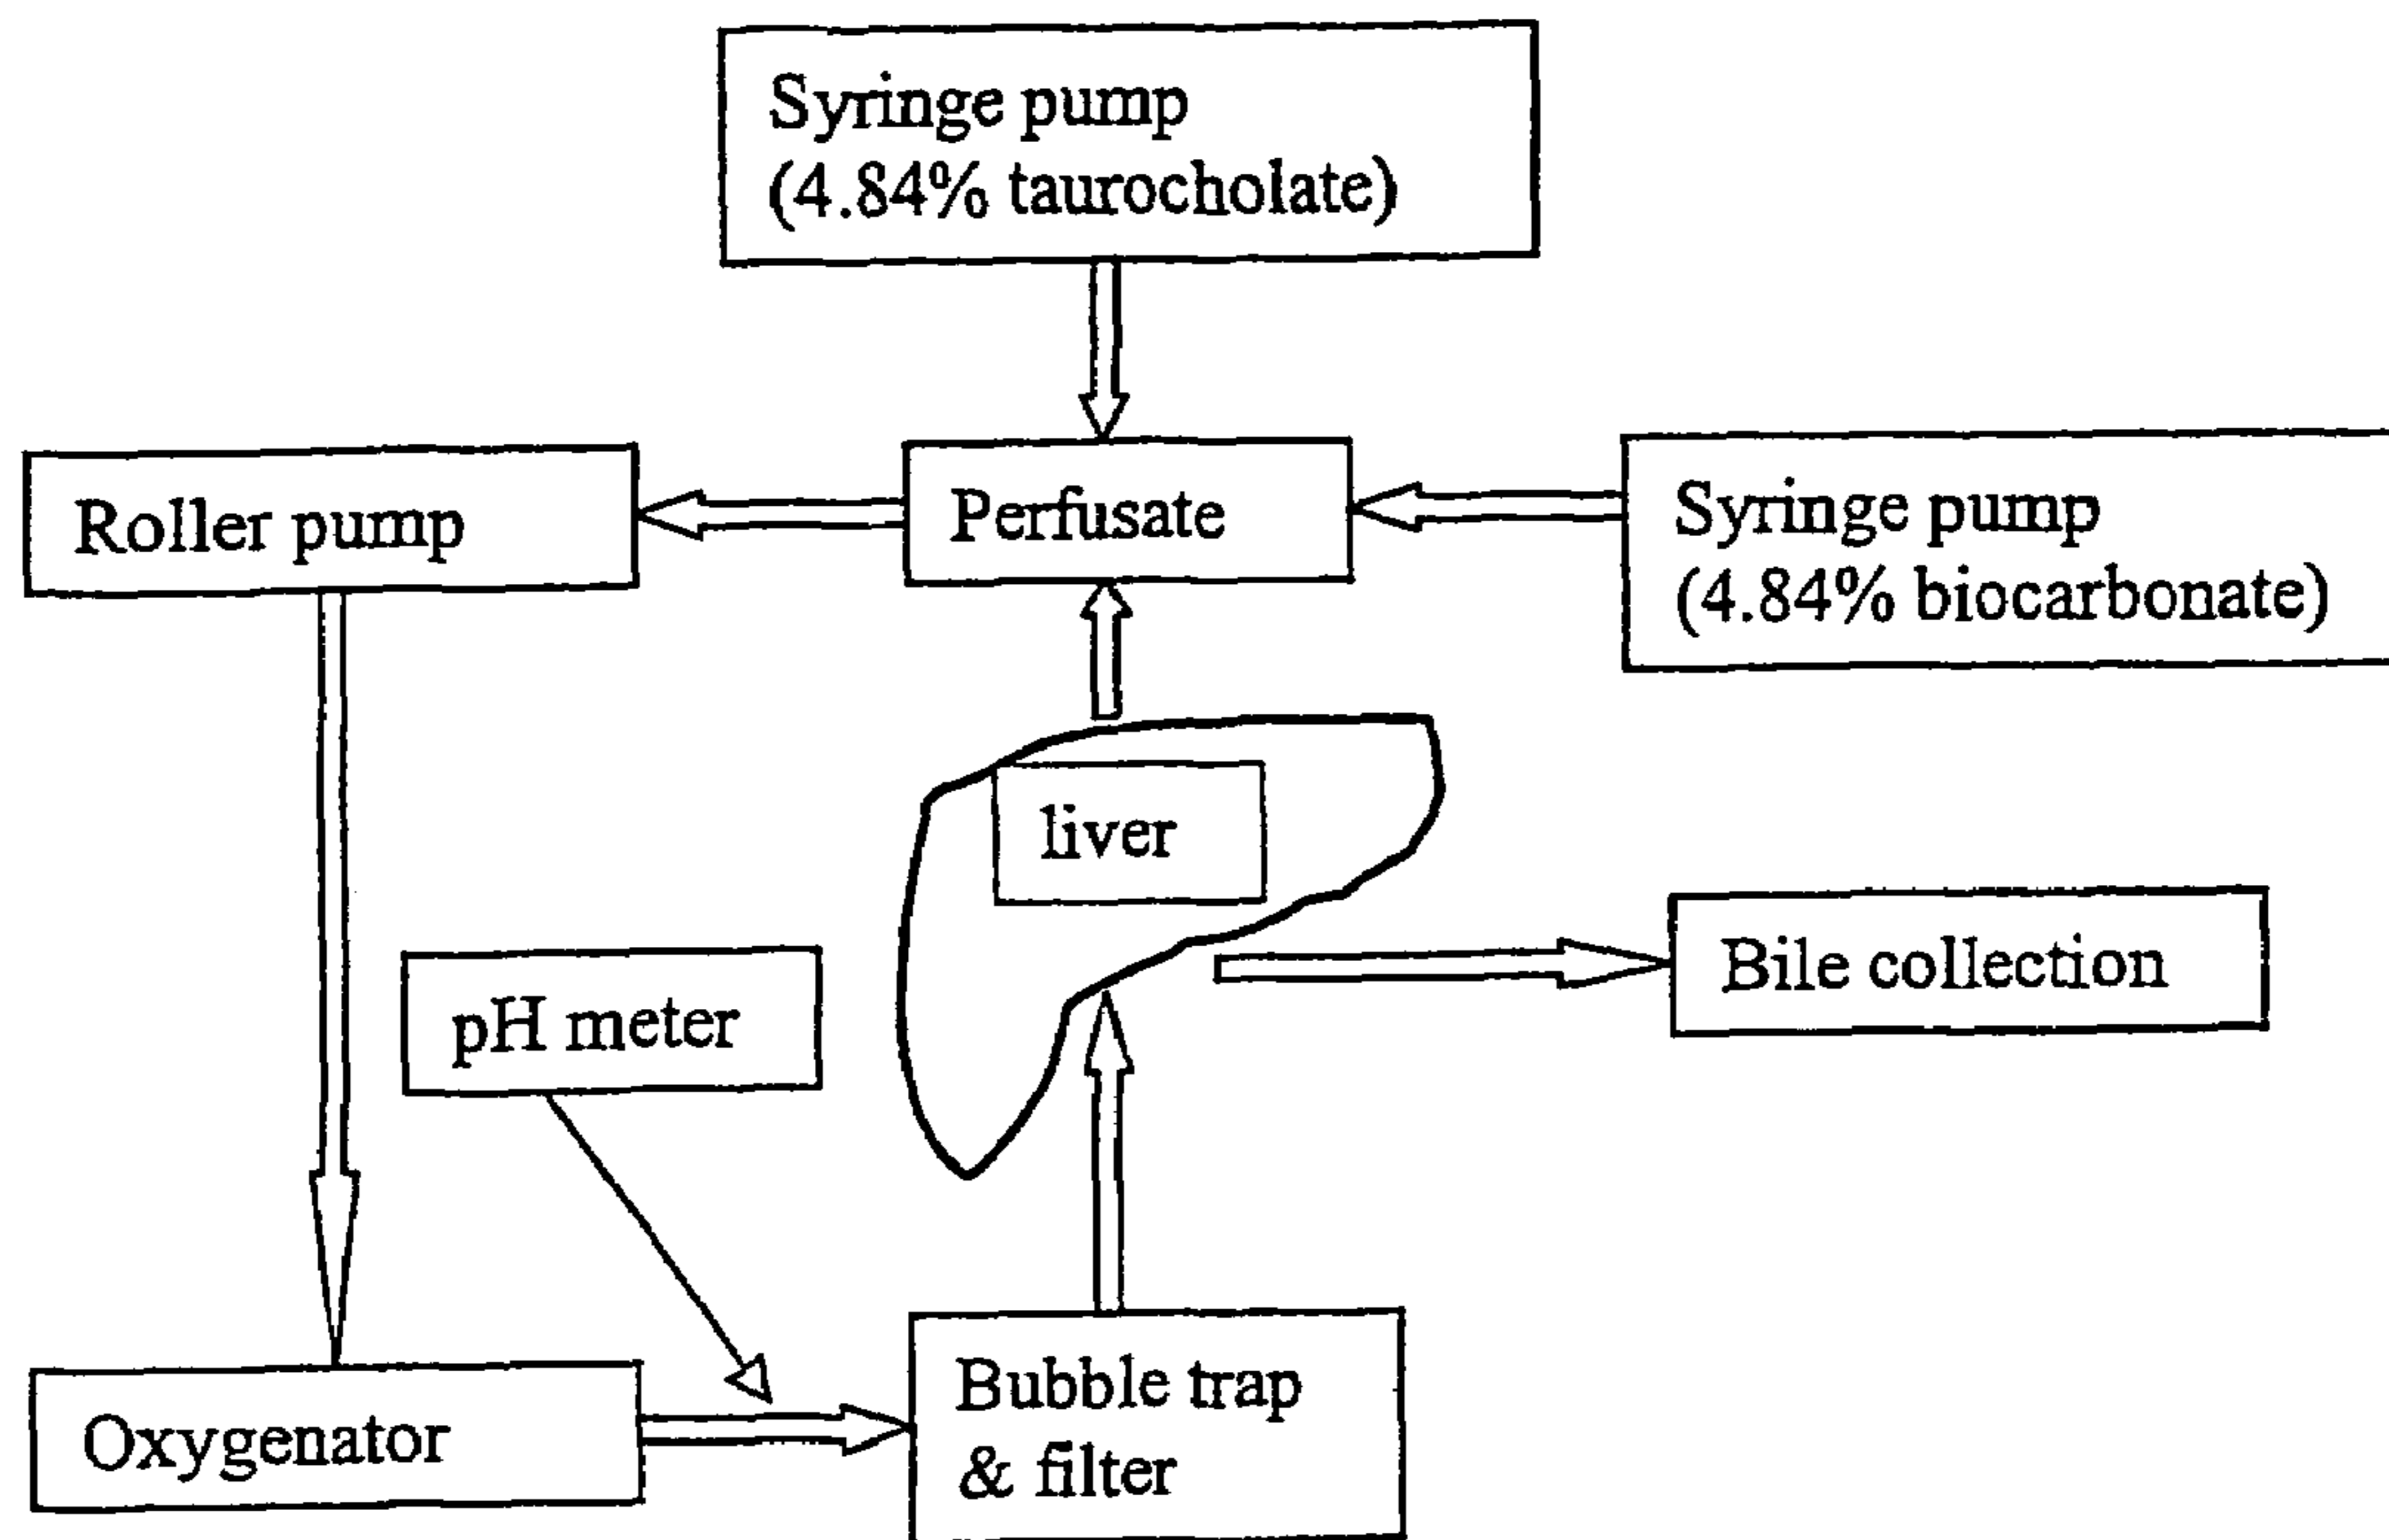 Syringe pump
(4.84% taurocholate)
Roller pump
Perfusate
Syringe pump
(4.84% biocarbonate)
liver
Bile collection
pH meter
Oxygenator
Bubble trap
& filter